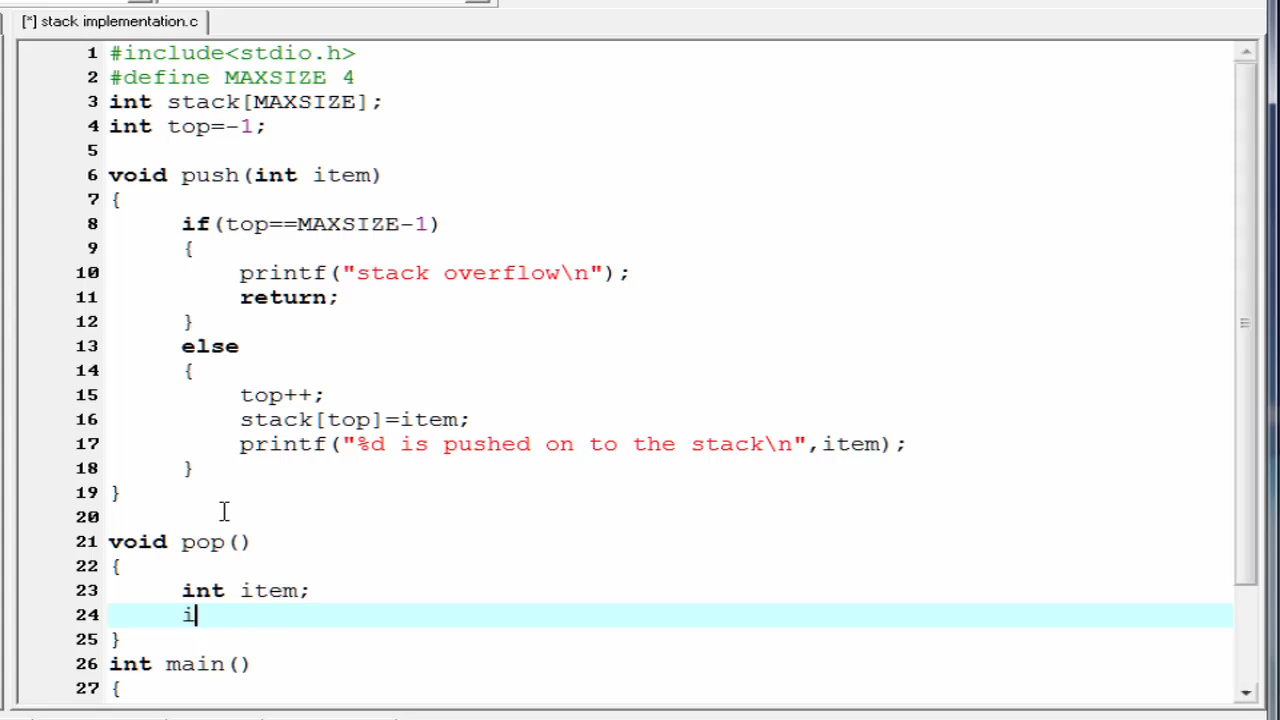 [*] stack implementation.c
1 #include<stdio.h>
2 #define MAXSIZE 4
3 int stack[MAXSIZE];
4 int top=-1;
5
6 void push(int item)
7 {
8 if(top==MAXSIZE-1)
9 {
10 printf("stack overflow\n");
11 return;
12 }
13 else
14 {
15 top++;
16 stack[top]=item;
17 printf("%d is pushed on to the stack\n",item);
18 }
19 }
20
21 void pop()
22 {
23 int item;
24 i
25 }
26 int main()
27 {